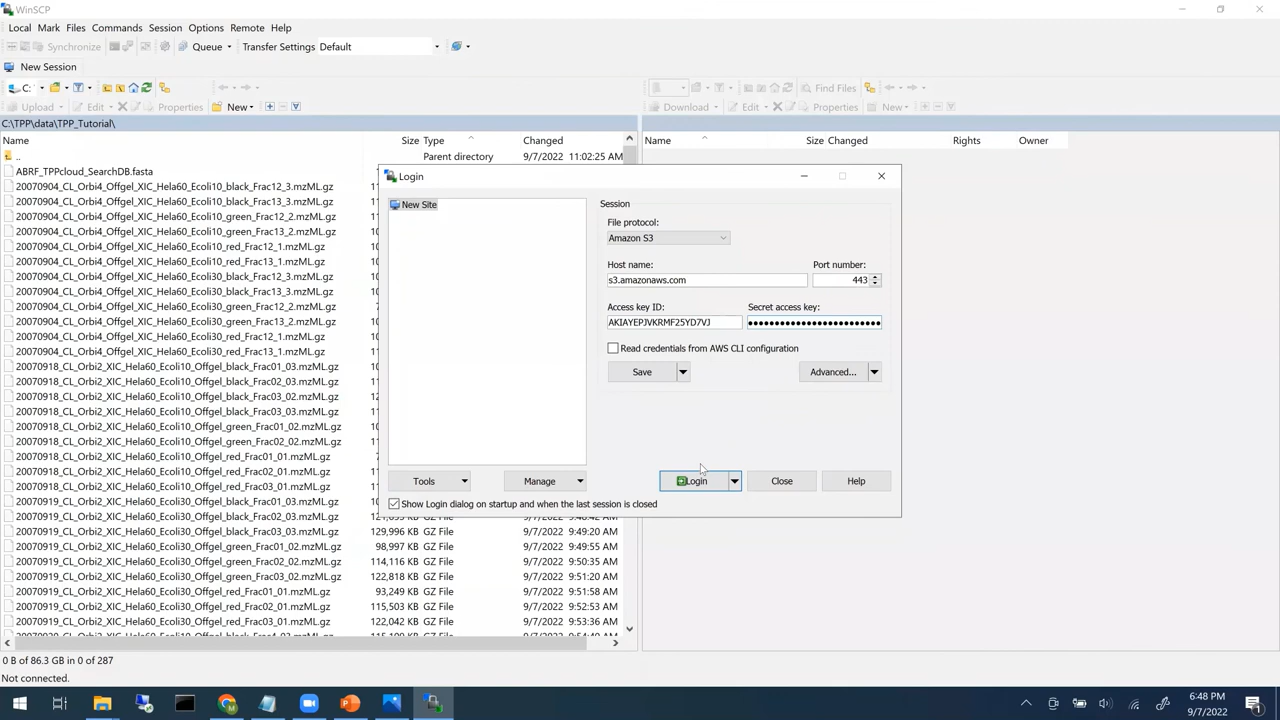 WinSCP
Local Mark Files Commands Session Options Remote Help
Synchronize Queue Transfer Settings Default
New Session
C: Find Files
Upload Edit Properties New Download Edit Properties New
C:\TPP\data\TPP_Tutorial\
Name Size Type Changed Name Size Changed Rights Owner
.. Parent directory 9/7/2022 11:02:25 AM
ABRF_TPPcloud_SearchDB.fasta
20070904_CL_Orbi4_Offgel_XIC_Hela60_Ecoli10_black_Frac12_3.mzML.gz
20070904_CL_Orbi4_Offgel_XIC_Hela60_Ecoli10_black_Frac13_3.mzML.gz
20070904_CL_Orbi4_Offgel_XIC_Hela60_Ecoli10_green_Frac12_2.mzML.gz
20070904_CL_Orbi4_Offgel_XIC_Hela60_Ecoli10_green_Frac13_2.mzML.gz
20070904_CL_Orbi4_Offgel_XIC_Hela60_Ecoli10_red_Frac12_1.mzML.gz
20070904_CL_Orbi4_Offgel_XIC_Hela60_Ecoli10_red_Frac13_1.mzML.gz
20070904_CL_Orbi4_Offgel_XIC_Hela60_Ecoli30_black_Frac12_3.mzML.gz
20070904_CL_Orbi4_Offgel_XIC_Hela60_Ecoli30_black_Frac13_3.mzML.gz
20070904_CL_Orbi4_Offgel_XIC_Hela60_Ecoli30_green_Frac12_2.mzML.gz
20070904_CL_Orbi4_Offgel_XIC_Hela60_Ecoli30_green_Frac13_2.mzML.gz
20070904_CL_Orbi4_Offgel_XIC_Hela60_Ecoli30_red_Frac12_1.mzML.gz
20070904_CL_Orbi4_Offgel_XIC_Hela60_Ecoli30_red_Frac13_1.mzML.gz
20070918_CL_Orbi2_XIC_Hela60_Ecoli10_Offgel_black_Frac01_03.mzML.gz
20070918_CL_Orbi2_XIC_Hela60_Ecoli10_Offgel_black_Frac02_03.mzML.gz
20070918_CL_Orbi2_XIC_Hela60_Ecoli10_Offgel_black_Frac03_02.mzML.gz
20070918_CL_Orbi2_XIC_Hela60_Ecoli10_Offgel_black_Frac03_03.mzML.gz
20070918_CL_Orbi2_XIC_Hela60_Ecoli10_Offgel_green_Frac01_02.mzML.gz
20070918_CL_Orbi2_XIC_Hela60_Ecoli10_Offgel_green_Frac02_02.mzML.gz
20070918_CL_Orbi2_XIC_Hela60_Ecoli10_Offgel_red_Frac01_01.mzML.gz
20070918_CL_Orbi2_XIC_Hela60_Ecoli10_Offgel_red_Frac02_01.mzML.gz
20070919_CL_Orbi2_XIC_Hela60_Ecoli30_Offgel_black_Frac01_03.mzML.gz
20070919_CL_Orbi2_XIC_Hela60_Ecoli30_Offgel_black_Frac02_03.mzML.gz
20070919_CL_Orbi2_XIC_Hela60_Ecoli30_Offgel_black_Frac03_02.mzML.gz
20070919_CL_Orbi2_XIC_Hela60_Ecoli30_Offgel_black_Frac03_03.mzML.gz 129,996 KB GZ File 9/7/2022 9:49:20 AM
20070919_CL_Orbi2_XIC_Hela60_Ecoli30_Offgel_green_Frac01_02.mzML.gz 98,997 KB GZ File 9/7/2022 9:49:55 AM
20070919_CL_Orbi2_XIC_Hela60_Ecoli30_Offgel_green_Frac02_02.mzML.gz 114,116 KB GZ File 9/7/2022 9:50:35 AM
20070919_CL_Orbi2_XIC_Hela60_Ecoli30_Offgel_green_Frac03_02.mzML.gz 122,818 KB GZ File 9/7/2022 9:51:20 AM
20070919_CL_Orbi2_XIC_Hela60_Ecoli30_Offgel_red_Frac01_01.mzML.gz 93,249 KB GZ File 9/7/2022 9:51:58 AM
20070919_CL_Orbi2_XIC_Hela60_Ecoli30_Offgel_red_Frac02_01.mzML.gz 115,503 KB GZ File 9/7/2022 9:52:53 AM
20070919_CL_Orbi2_XIC_Hela60_Ecoli30_Offgel_red_Frac03_01.mzML.gz 122,042 KB GZ File 9/7/2022 9:53:36 AM
Login
New Site
Session
File protocol:
Amazon S3
Host name: Port number:
s3.amazonaws.com 443
Access key ID: Secret access key:
AKIAYEPJVKRMF25YD7VJ
Read credentials from AWS CLI configuration
Save Advanced...
Tools Manage Login Close Help
Show Login dialog on startup and when the last session is closed
0 B of 86.3 GB in 0 of 287
Not connected.
6:48 PM
9/7/2022